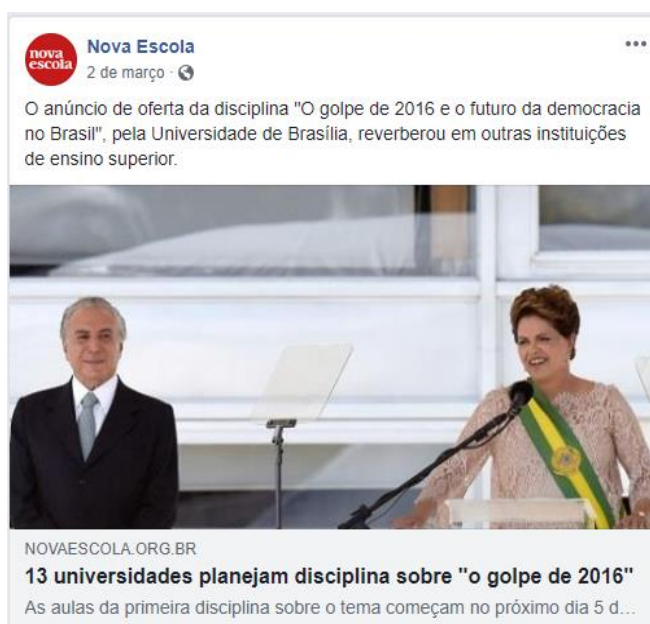 nova
escola
Nova Escola
2 de março ·
O anúncio de oferta da disciplina "O golpe de 2016 e o futuro da democracia
no Brasil", pela Universidade de Brasília, reverberou em outras instituições
de ensino superior.
NOVAESCOLA.ORG.BR
13 universidades planejam disciplina sobre "o golpe de 2016"
As aulas da primeira disciplina sobre o tema começam no próximo dia 5 d...